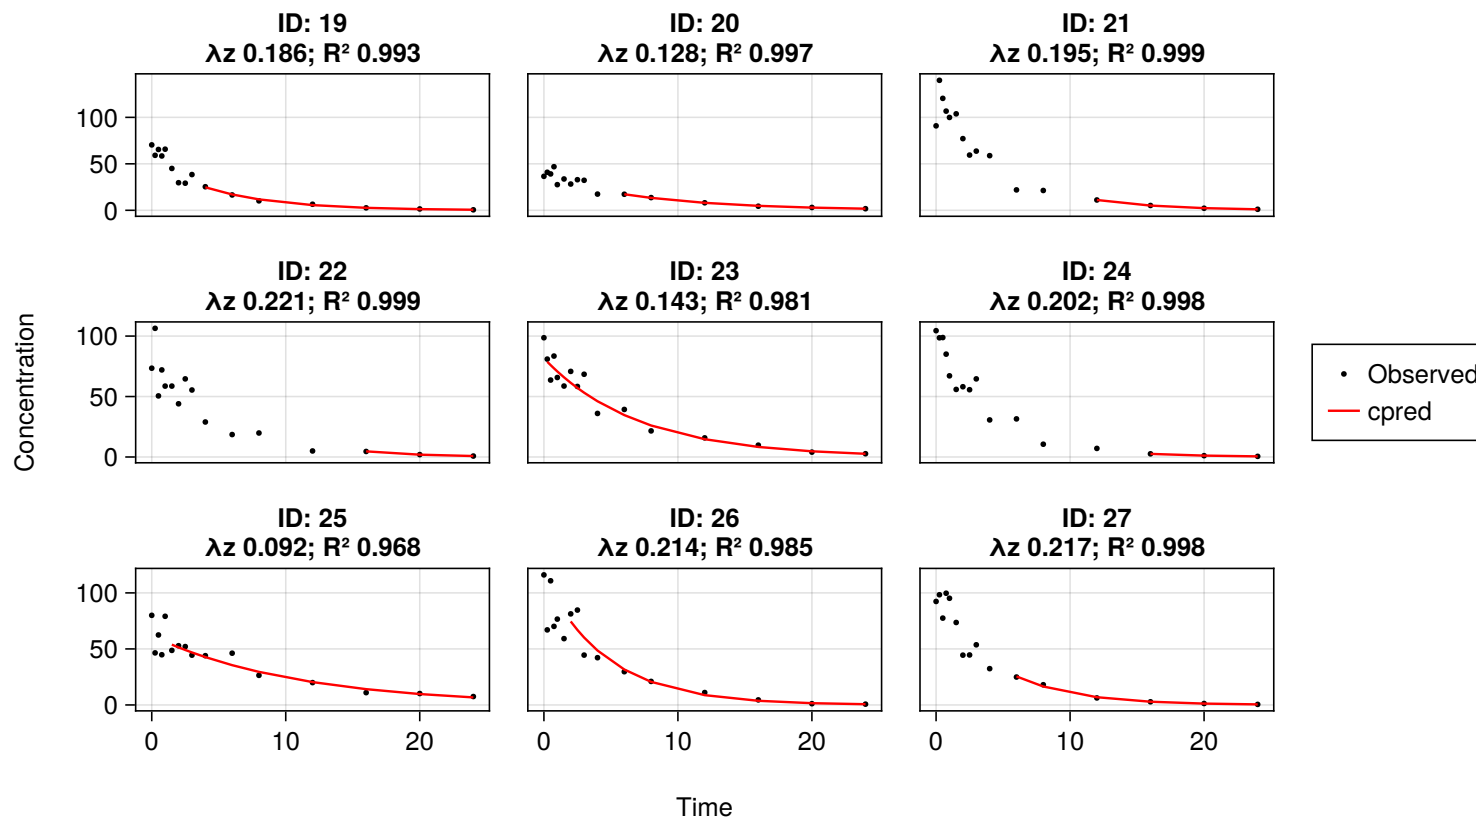 ID: 19
λz 0.186; R² 0.993
ID: 20
λz 0.128; R² 0.997
ID: 21
λz 0.195; R² 0.999
100
50
0
ID: 22
λz 0.221; R² 0.999
ID: 23
λz 0.143; R² 0.981
ID: 24
λz 0.202; R² 0.998
100
50
0
Concentration
Observed
cpred
ID: 25
λz 0.092; R² 0.968
ID: 26
λz 0.214; R² 0.985
ID: 27
λz 0.217; R² 0.998
100
50
0
0 10 20
0 10 20
0 10 20
Time